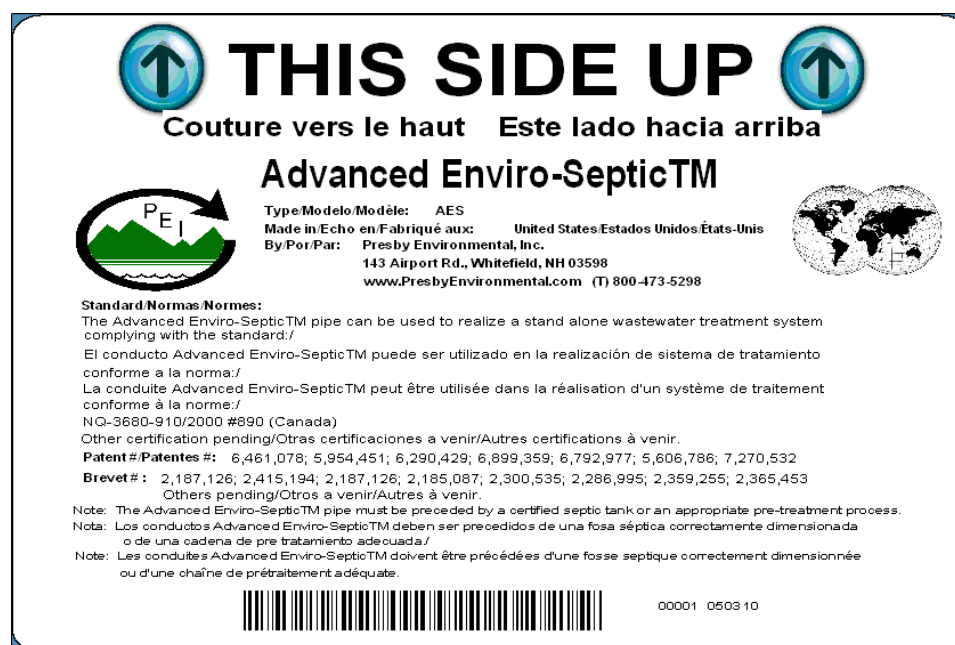 THIS SIDE UP
Couture vers le haut Este lado hacia arriba
Advanced Enviro-SepticTM
PEI
Type/Modelo/Modèle: AES
Made in/Echo en/Fabriqué aux: United States/Estados Unidos/États-Unis
By/Por/Par: Presby Environmental, Inc.
143 Airport Rd., Whitefield, NH 03598
www.PresbyEnvironmental.com (T) 800-473-5298
Standard/Normas/Normes:
The Advanced Enviro-SepticTM pipe can be used to realize a stand alone wastewater treatment system
complying with the standard:/
El conducto Advanced Enviro-SepticTM puede ser utilizado en la realización de sistema de tratamiento
conforme a la norma:/
La conduite Advanced Enviro-SepticTM peut être utilisée dans la réalisation d'un système de traitement
conforme à la norme:/
NQ-3680-910/2000 #890 (Canada)
Other certification pending/Otras certificaciones a venir/Autres certifications à venir.
Patent #/Patentes #: 6,461,078; 5,954,451; 6,290,429; 6,899,359; 6,792,977; 5,606,786; 7,270,532
Brevet # : 2,187,126; 2,415,194; 2,187,126; 2,185,087; 2,300,535; 2,286,995; 2,359,255; 2,365,453
Others pending/Otros a venir/Autres à venir.
Note: The Advanced Enviro-SepticTM pipe must be preceded by a certified septic tank or an appropriate pre-treatment process.
Nota: Los conductos Advanced Enviro-SepticTM deben ser precedidos de una fosa séptica correctamente dimensionada
o de una cadena de pre tratamiento adecuada./
Note: Les conduites Advanced Enviro-SepticTM doivent être précédées d'une fosse septique correctement dimensionnée
ou d'une chaîne de prétraitement adéquate.
00001 050310